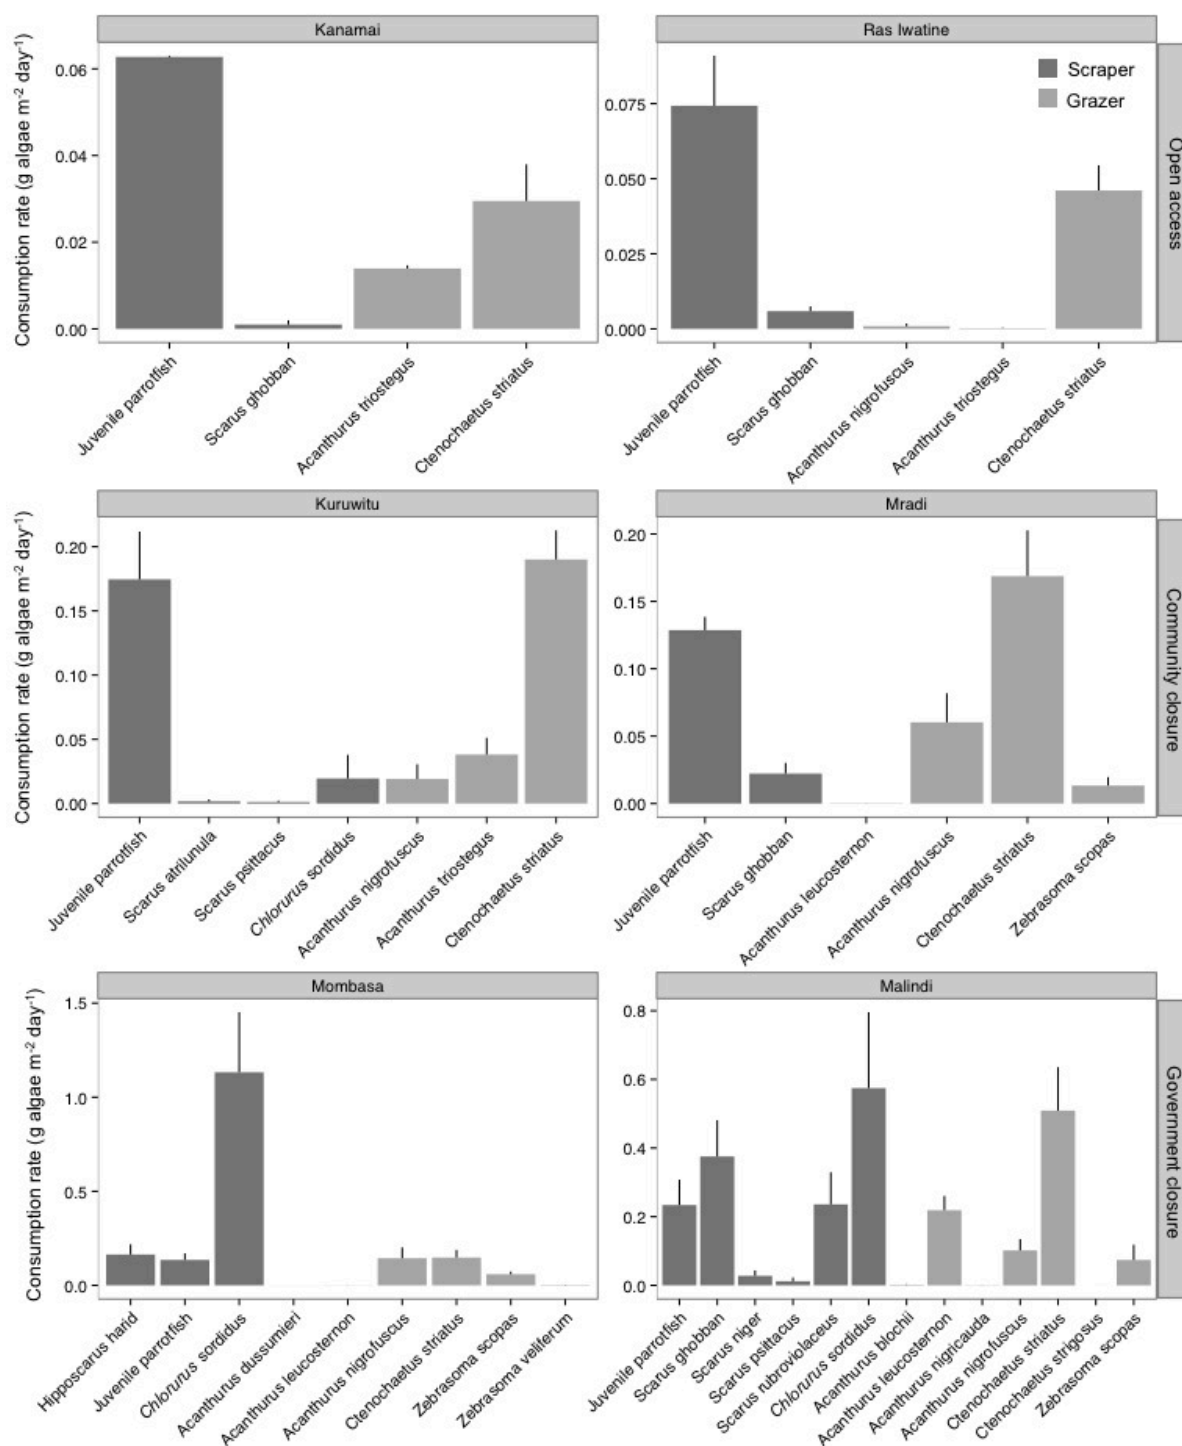 Kanamai
Ras Iwatine
Consumption rate (g algae m⁻² day⁻¹)
0.06
0.04
0.02
0.00
0.075
0.050
0.025
0.000
Scraper
Grazer
Open access
Juvenile parrotfish
Scarus ghobban
Acanthurus triostegus
Ctenochaetus striatus
Juvenile parrotfish
Scarus ghobban
Acanthurus nigrofuscus
Acanthurus triostegus
Ctenochaetus striatus
Kuruwitu
Mradi
Consumption rate (g algae m⁻² day⁻¹)
0.20
0.15
0.10
0.05
0.00
0.20
0.15
0.10
0.05
0.00
Community closure
Juvenile parrotfish
Scarus atrilunula
Scarus psittacus
Chlorurus sordidus
Acanthurus nigrofuscus
Acanthurus triostegus
Ctenochaetus striatus
Juvenile parrotfish
Scarus ghobban
Acanthurus leucosternon
Acanthurus nigrofuscus
Ctenochaetus striatus
Zebrasoma scopas
Mombasa
Malindi
Consumption rate (g algae m⁻² day⁻¹)
1.5
1.0
0.5
0.0
0.8
0.6
0.4
0.2
0.0
Government closure
Hipposcarus harid
Juvenile parrotfish
Chlorurus sordidus
Acanthurus dussumieri
Acanthurus leucosternon
Acanthurus nigrofuscus
Ctenochaetus striatus
Zebrasoma scopas
Zebrasoma veliferum
Juvenile parrotfish
Scarus ghobban
Scarus niger
Scarus psittacus
Scarus rubroviolaceus
Chlorurus sordidus
Acanthurus blochii
Acanthurus leucosternon
Acanthurus nigricauda
Acanthurus nigrofuscus
Ctenochaetus striatus
Ctenochaetus strigosus
Zebrasoma scopas